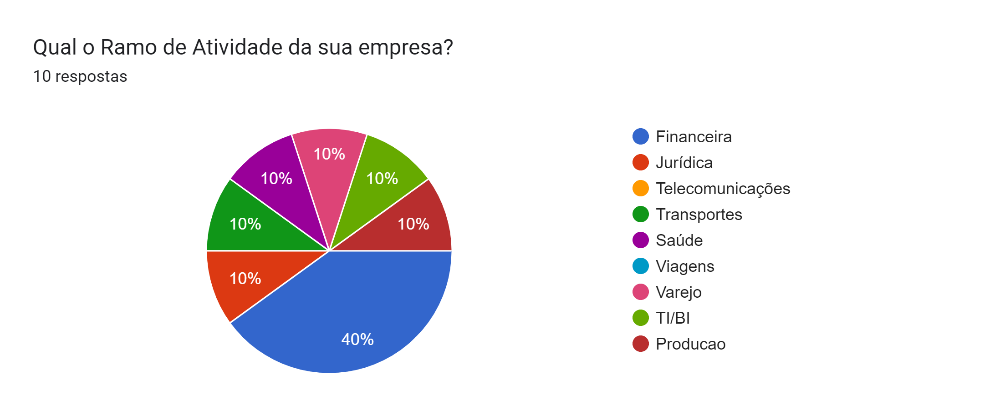 Qual o Ramo de Atividade da sua empresa?
10 respostas
10%
10%
10%
10%
10%
10%
40%
Financeira
Jurídica
Telecomunicações
Transportes
Saúde
Viagens
Varejo
TI/BI
Producao